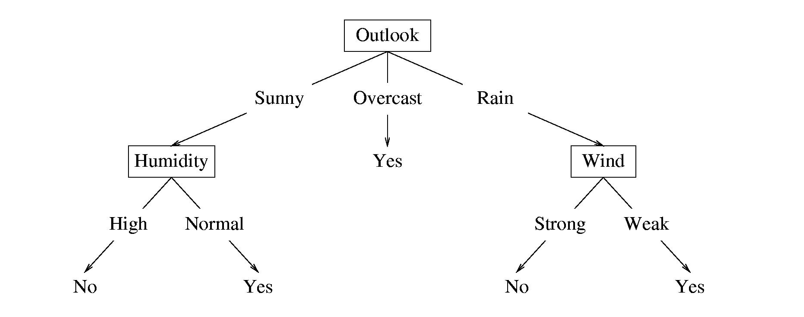 Outlook
Sunny Overcast Rain
Humidity Yes Wind
High Normal Strong Weak
No Yes No Yes